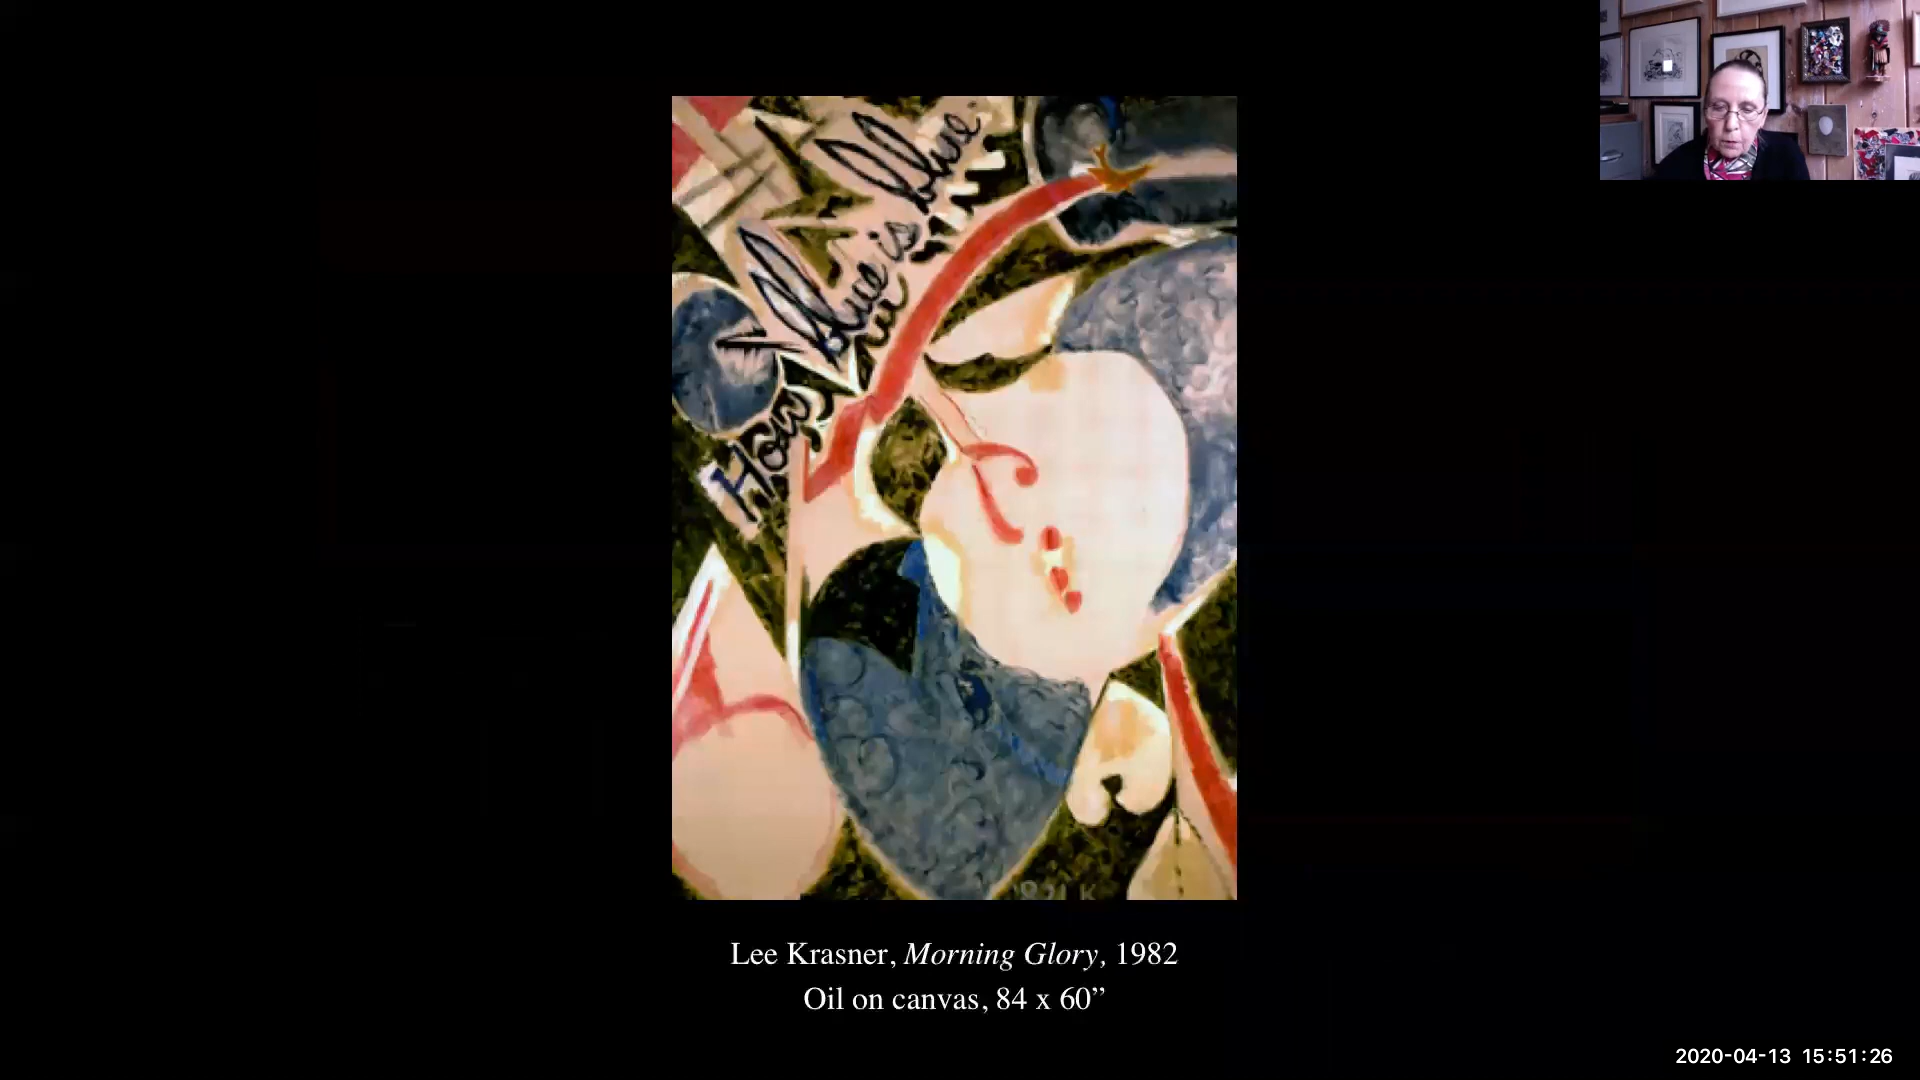 How blue is blue.
'82 L K
Lee Krasner, Morning Glory, 1982
Oil on canvas, 84 x 60”
2020-04-13 15:51:26